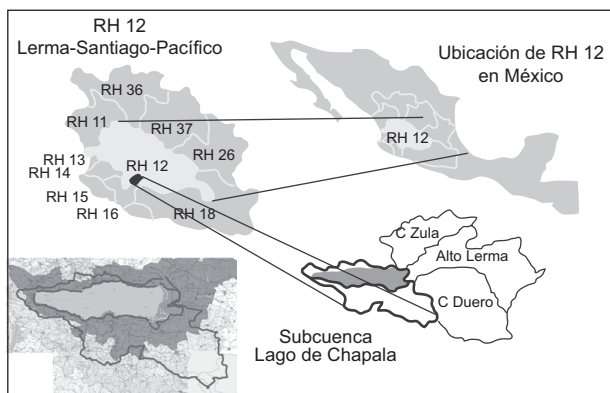 RH 12
Lerma-Santiago-Pacífico
Ubicación de RH 12
en México
RH 36
RH 11
RH 37
RH 12
RH 13
RH 26
RH 14
RH 12
RH 15
RH 16
RH 18
C Zula
Alto Lerma
C Duero
Subcuenca
Lago de Chapala